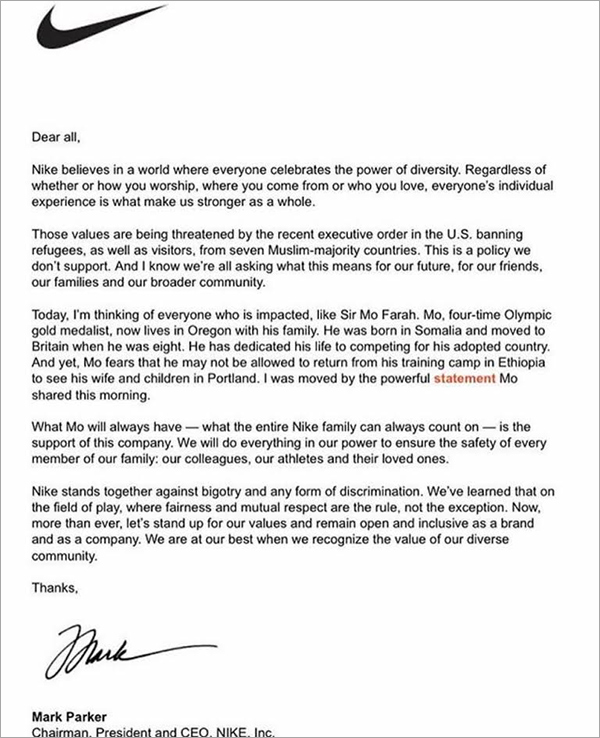 Dear all,
Nike believes in a world where everyone celebrates the power of diversity. Regardless of
whether or how you worship, where you come from or who you love, everyone's individual
experience is what make us stronger as a whole.
Those values are being threatened by the recent executive order in the U.S. banning
refugees, as well as visitors, from seven Muslim-majority countries. This is a policy we
don't support. And I know we're all asking what this means for our future, for our friends,
our families and our broader community.
Today, I'm thinking of everyone who is impacted, like Sir Mo Farah. Mo, four-time Olympic
gold medalist, now lives in Oregon with his family. He was born in Somalia and moved to
Britain when he was eight. He has dedicated his life to competing for his adopted country.
And yet, Mo fears that he may not be allowed to return from his training camp in Ethiopia
to see his wife and children in Portland. I was moved by the powerful statement Mo
shared this morning.
What Mo will always have — what the entire Nike family can always count on — is the
support of this company. We will do everything in our power to ensure the safety of every
member of our family: our colleagues, our athletes and their loved ones.
Nike stands together against bigotry and any form of discrimination. We've learned that on
the field of play, where fairness and mutual respect are the rule, not the exception. Now,
more than ever, let's stand up for our values and remain open and inclusive as a brand
and as a company. We are at our best when we recognize the value of our diverse
community.
Thanks,
Mark
Mark Parker
Chairman, President and CEO, NIKE, Inc.